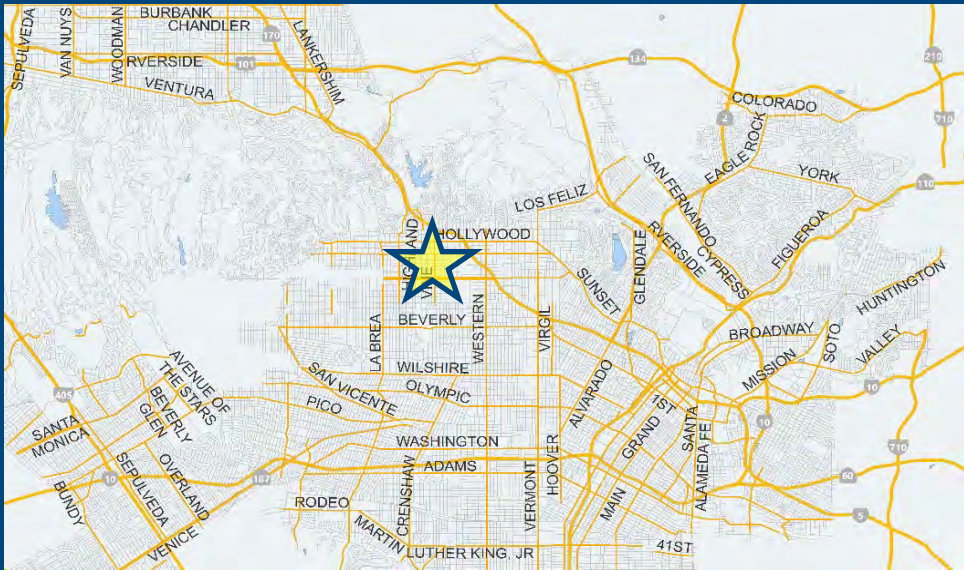 BURBANK
CHANDLER
SEPULVEDA
VAN NUYS
WOODMAN
170
LANKERSHIM
RVERSIDE
101
VENTURA
134
210
COLORADO
2
710
EAGLE ROCK
SAN FERNANDO
YORK
110
LOS FELIZ
HIGHLAND
HOLLYWOOD
VINE
RVERSIDE
CYPRESS
FIGUEROA
SUNSET
GLENDALE
HUNTINGTON
BEVERLY
LA BREA
WESTERN
VIRGIL
BROADWAY
SOTO
VALLEY
MISSION
AVENUE OF
THE STARS
WILSHIRE
SAN VICENTE
OLYMPIC
ALVARADO
405
10
BEVERLY
GLEN
PICO
1ST
SANTA
MONICA
GRAND
SANTA
FE
ALAMEDA
10
WASHINGTON
HOOVER
710
SEPULVEDA
OVERLAND
10
187
ADAMS
60
BUNDY
CRENSHAW
VERMONT
MAIN
RODEO
5
VENICE
MARTIN
LUTHER KING, JR
41ST